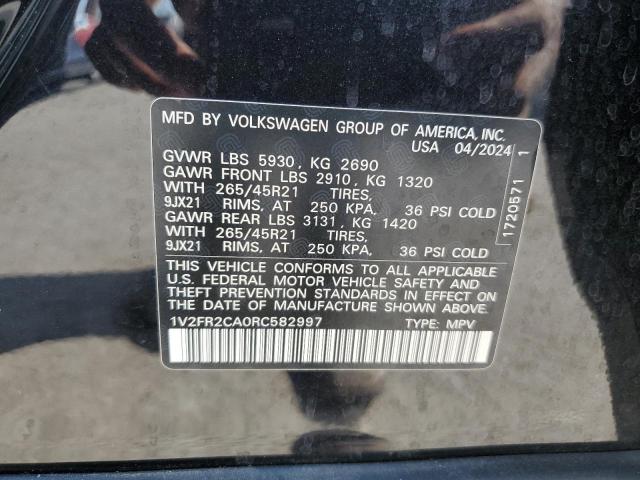 MFD BY VOLKSWAGEN GROUP OF AMERICA, INC.
USA 04/2024
GVWR LBS 5930, KG 2690
GAWR FRONT LBS 2910, KG 1320
WITH 265/45R21 TIRES,
9JX21 RIMS, AT 250 KPA, 36 PSI COLD
GAWR REAR LBS 3131, KG 1420
WITH 265/45R21 TIRES,
9JX21 RIMS, AT 250 KPA, 36 PSI COLD
THIS VEHICLE CONFORMS TO ALL APPLICABLE
U.S. FEDERAL MOTOR VEHICLE SAFETY AND
THEFT PREVENTION STANDARDS IN EFFECT ON
THE DATE OF MANUFACTURE SHOWN ABOVE.
1V2FR2CA0RC582997 TYPE: MPV
1720571 1